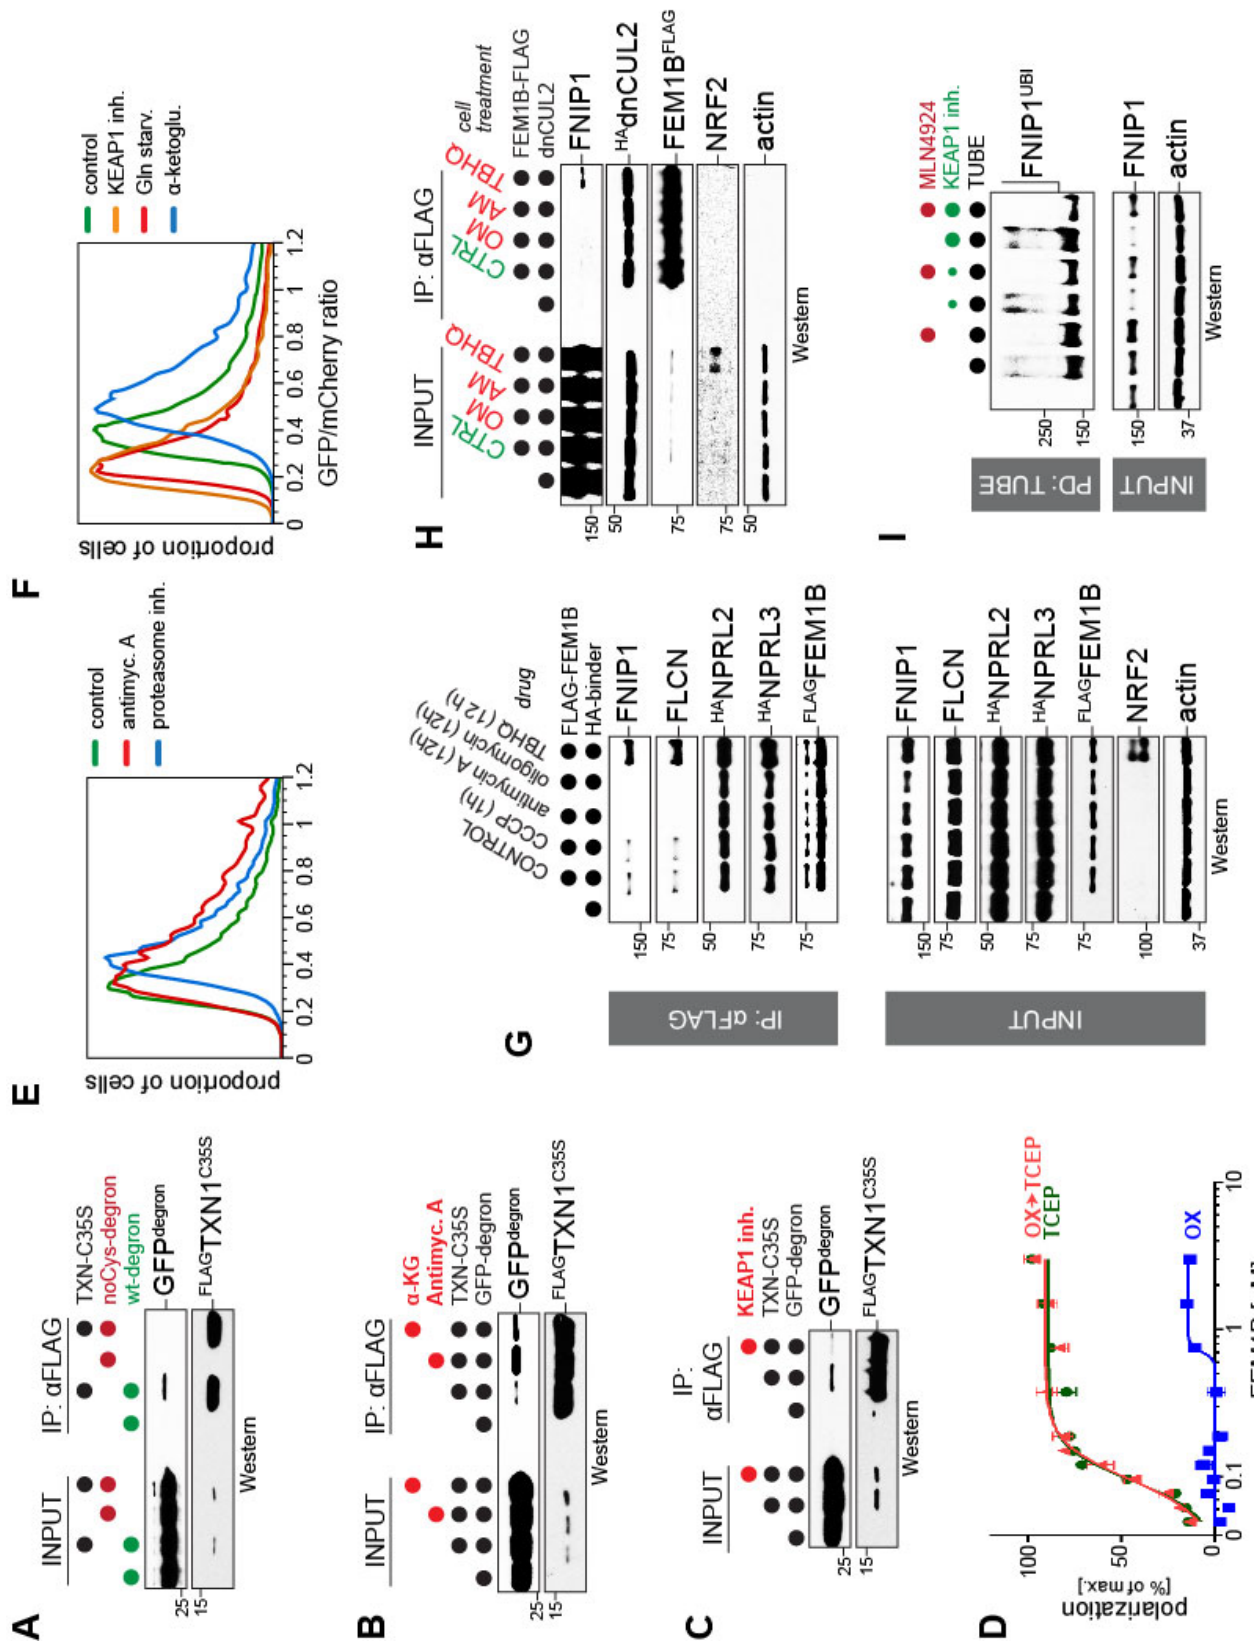 A
INPUT
IP: αFLAG
TXN-C35S
noCys-degron
wt-degron
GFPdegron
FLAGTXN1C35S
25
15
Western
B
INPUT
IP: αFLAG
α-KG
Antimyc. A
TXN-C35S
GFP-degron
GFPdegron
FLAGTXN1C35S
25
15
Western
C
INPUT
IP:
αFLAG
KEAP1 inh.
TXN-C35S
GFP-degron
GFPdegron
FLAGTXN1C35S
25
15
Western
D
polarization
[% of max.]
100
50
0
0
0.1
1
10
OX➔TCEP
TCEP
OX
E
proportion of cells
0
0.2
0.4
0.6
0.8
1
1.2
control
antimyc. A
proteasome inh.
F
proportion of cells
0
0.2
0.4
0.6
0.8
1
1.2
GFP/mCherry ratio
control
KEAP1 inh.
Gln starv.
α-ketoglu.
G
CONTROL
CCCP (1h)
antimycin A (12h)
oligomycin (12h)
TBHQ (12 h)
drug
FLAG-FEM1B
HA-binder
IP: αFLAG
150
FNIP1
75
FLCN
50
HANPRL2
75
HANPRL3
75
FLAGFEM1B
INPUT
150
FNIP1
75
FLCN
50
HANPRL2
75
HANPRL3
75
FLAGFEM1B
100
NRF2
37
actin
Western
H
INPUT
IP: αFLAG
CTRL
OM
AM
TBHQ
CTRL
OM
AM
TBHQ
cell
treatment
FEM1B-FLAG
dnCUL2
150
FNIP1
50
HAdnCUL2
75
FEM1BFLAG
75
NRF2
50
actin
Western
I
MLN4924
KEAP1 inh.
TUBE
PD: TUBE
250
150
FNIP1UBI
INPUT
150
FNIP1
37
actin
Western